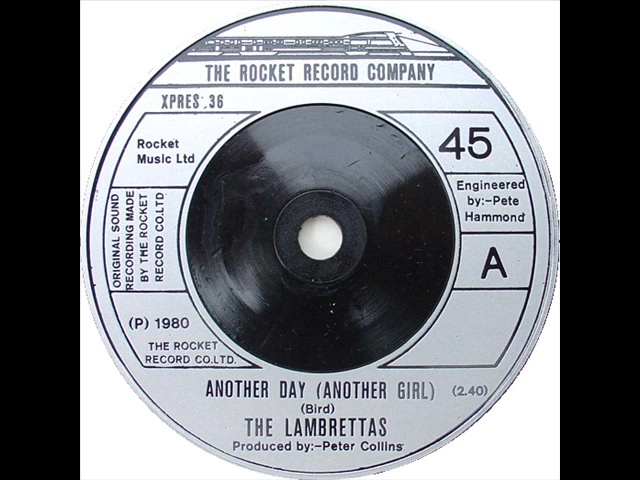 THE ROCKET RECORD COMPANY
XPRES 36
Rocket
Music Ltd
45
Engineered
by:-Pete
Hammond
ORIGINAL SOUND
RECORDING MADE
BY THE ROCKET
RECORD CO.LTD
A
(P) 1980
THE ROCKET
RECORD CO.LTD.
ANOTHER DAY (ANOTHER GIRL) (2.40)
(Bird)
THE LAMBRETTAS
Produced by:-Peter Collins